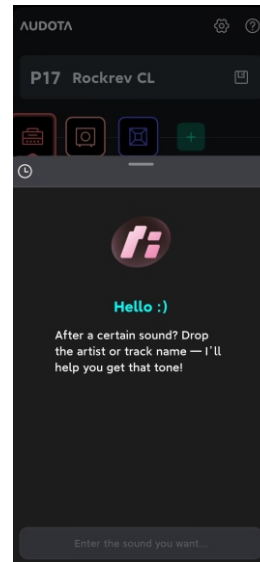 AUDOTA
P17 Rockrev CL
Hello :)
After a certain sound? Drop
the artist or track name — I'll
help you get that tone!
Enter the sound you want...